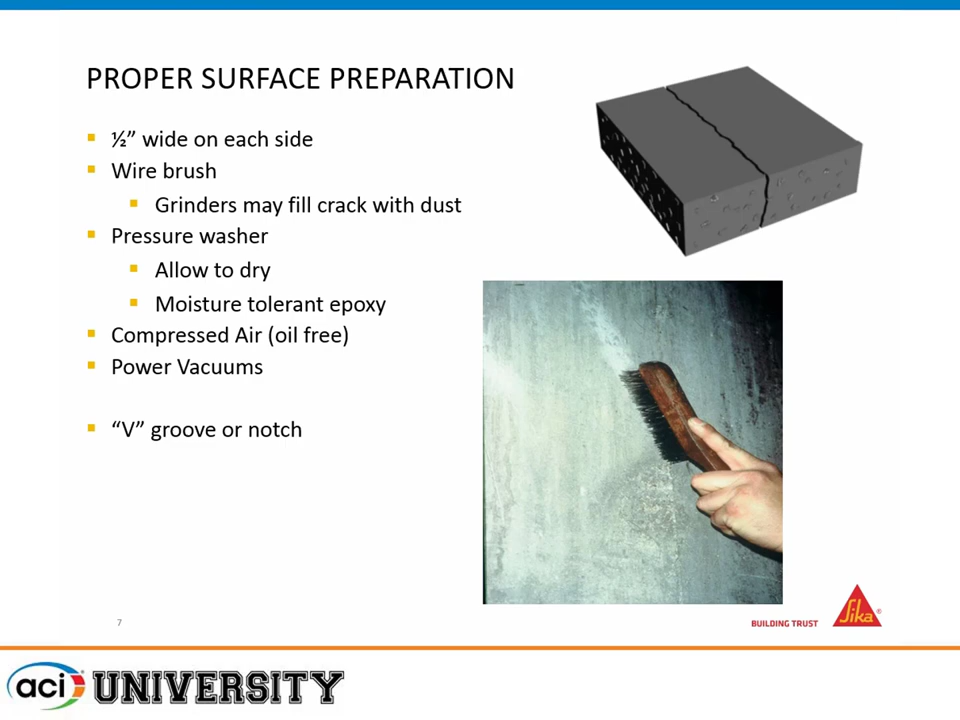 PROPER SURFACE PREPARATION
½” wide on each side
Wire brush
Grinders may fill crack with dust
Pressure washer
Allow to dry
Moisture tolerant epoxy
Compressed Air (oil free)
Power Vacuums
“V” groove or notch
7
BUILDING TRUST
Sika®
aci UNIVERSITY